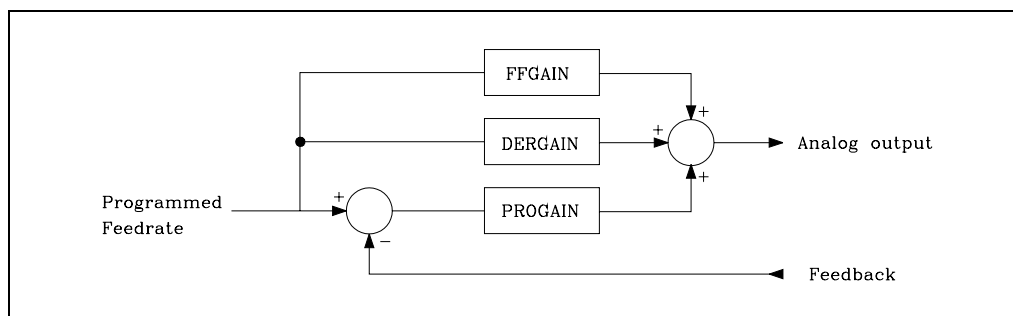 FFGAIN
+
+
DERGAIN
Analog output
Programmed
Feedrate
+
PROGAIN
+
−
Feedback